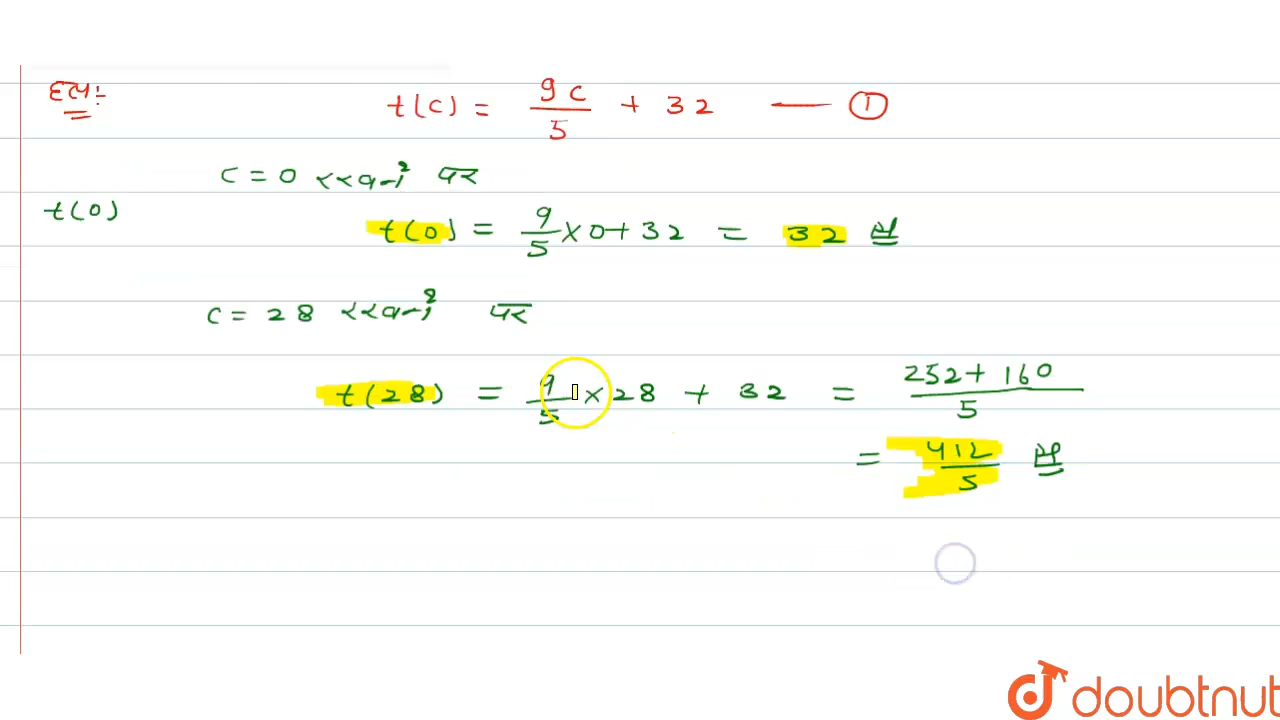 हल:-
t(c) = 9c/5 + 32 —— ①
c = 0 रखने पर
t(0)
t(0) = 9/5 × 0 + 32 = 32
c = 28 रखने पर
t(28) = 9/5 × 28 + 32 = 252 + 160/5
= 412/5
doubtnut